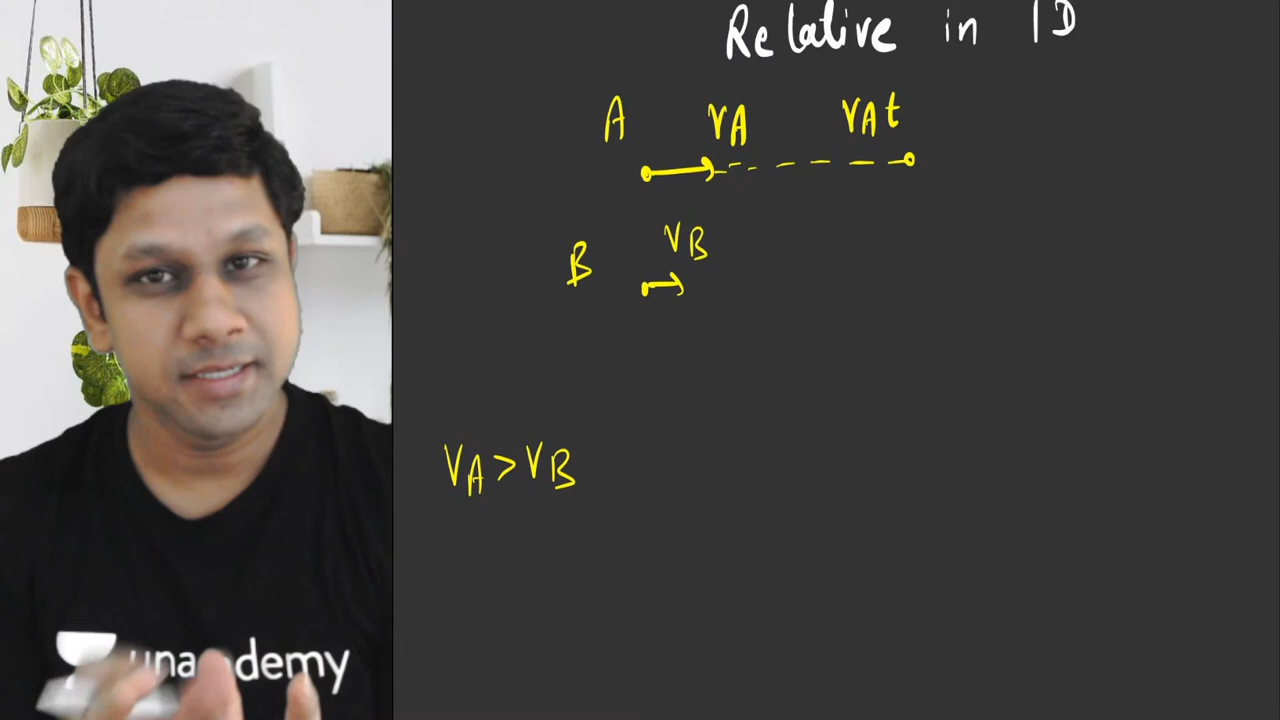 Relative in 1D
A VA VAt
B VB
VA > VB
unacademy